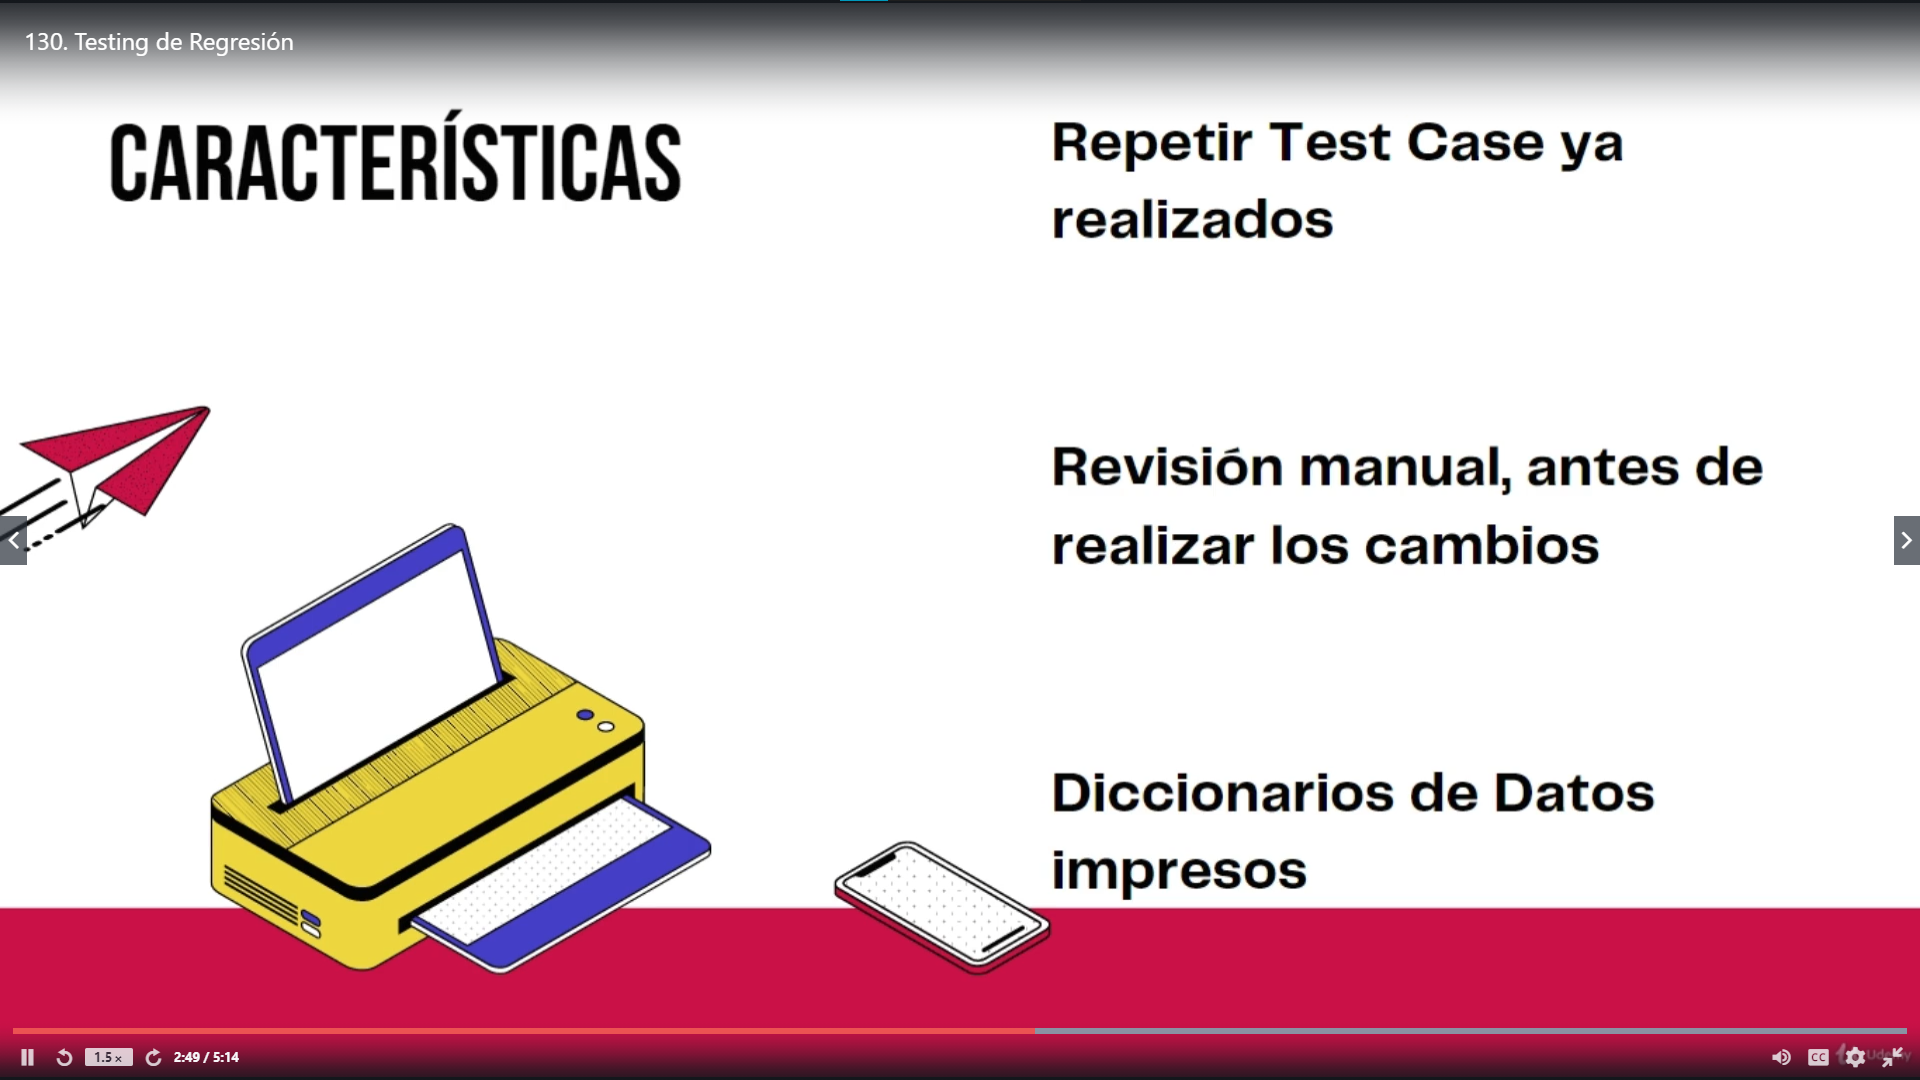 130. Testing de Regresión
CARACTERÍSTICAS
Repetir Test Case ya
realizados
Revisión manual, antes de
realizar los cambios
Diccionarios de Datos
impresos
1.5×
2:49 / 5:14
CC